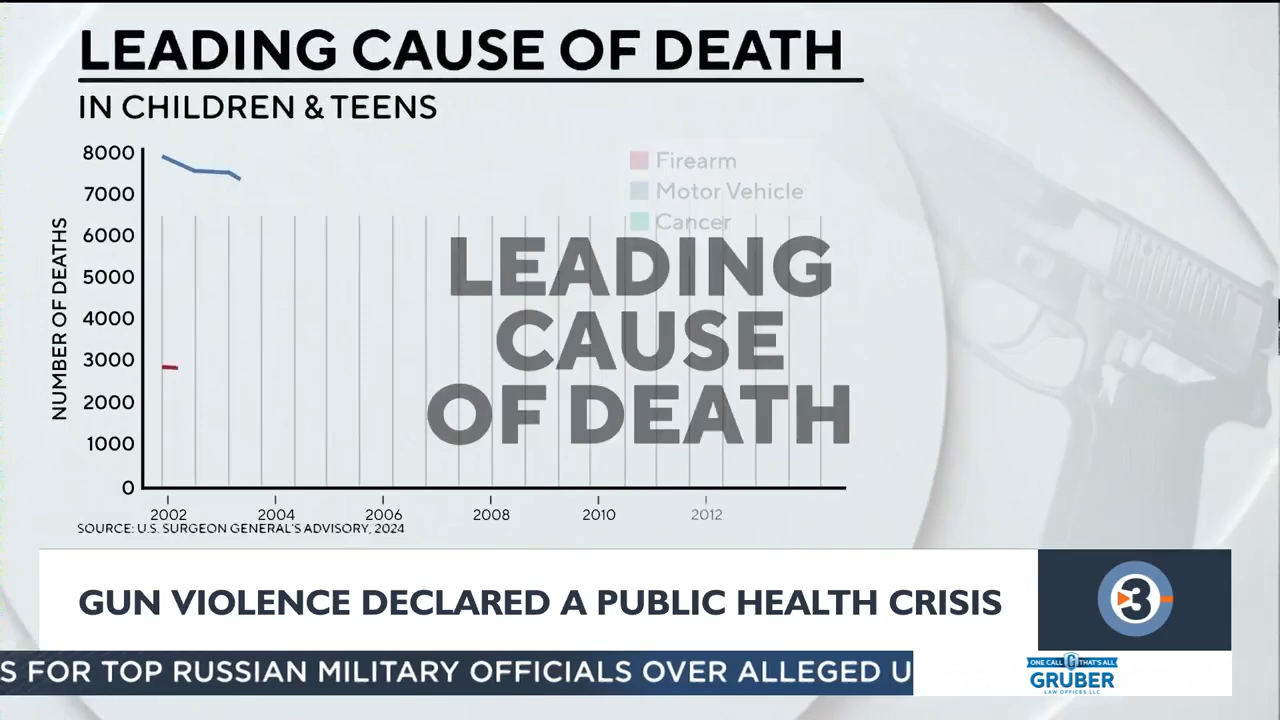 LEADING CAUSE OF DEATH
IN CHILDREN & TEENS
8000
7000
6000
5000
4000
3000
2000
1000
0
NUMBER OF DEATHS
Firearm
Motor Vehicle
Cancer
LEADING
CAUSE
OF DEATH
2002 2004 2006 2008 2010 2012
SOURCE: U.S. SURGEON GENERAL'S ADVISORY, 2024
GUN VIOLENCE DECLARED A PUBLIC HEALTH CRISIS
3
S FOR TOP RUSSIAN MILITARY OFFICIALS OVER ALLEGED U
ONE CALL G THAT'S ALL
GRUBER
LAW OFFICES LLC